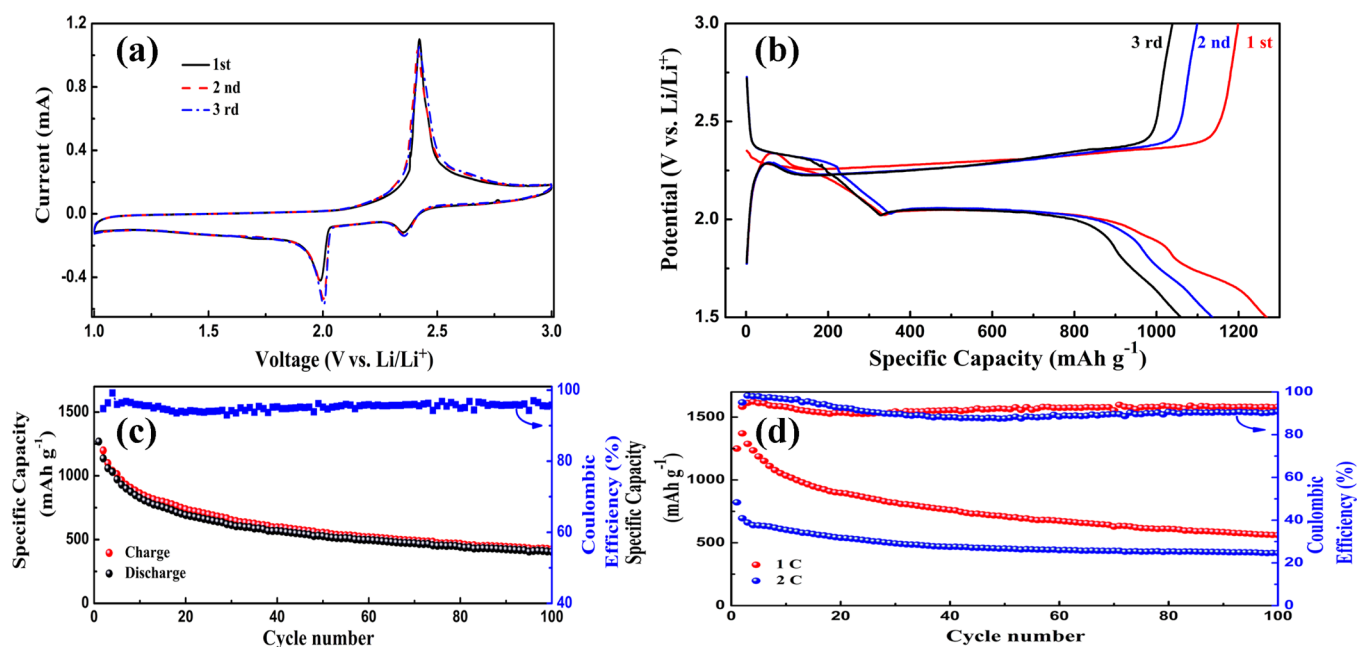 (a)
1st
2 nd
3 rd
Current (mA)
1.2
0.8
0.4
0.0
-0.4
1.0
1.5
2.0
2.5
3.0
Voltage (V vs. Li/Li⁺)
(b)
3 rd
2 nd
1 st
Potential (V vs. Li/Li⁺)
3.0
2.5
2.0
1.5
0
200
400
600
800
1000
1200
Specific Capacity (mAh g⁻¹)
(c)
Specific Capacity
(mAh g⁻¹)
1500
1000
500
0
Charge
Discharge
0
20
40
60
80
100
Cycle number
100
80
60
40
Coulombic
Efficiency (%)
(d)
Specific Capacity
(mAh g⁻¹)
1500
1000
500
0
1 C
2 C
0
20
40
60
80
100
Cycle number
100
80
60
40
20
0
Coulombic
Efficiency (%)